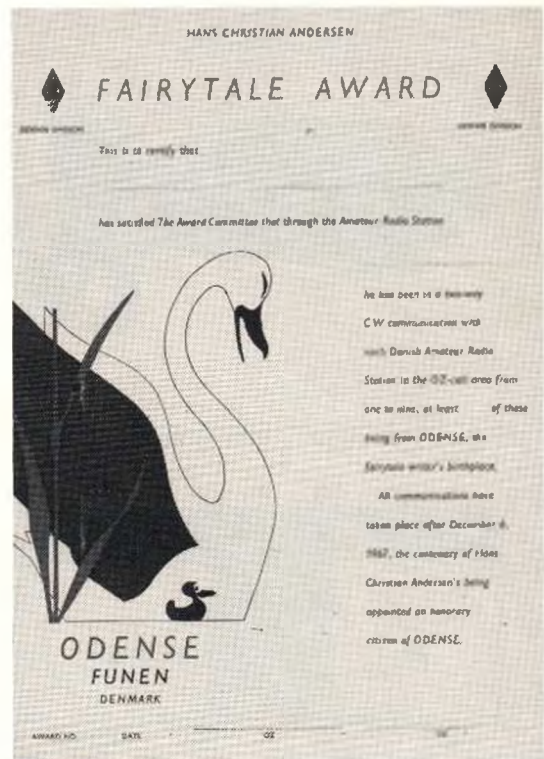 HANS CHRISTIAN ANDERSEN
FAIRYTALE AWARD
This is to certify that
has satisfied The Award Committee that through the Amateur Radio Station
he has been in a two-way
CW communication with
each Danish Amateur Radio
Station in the OZ-call area from
one to nine, at least of these
being from ODENSE, the
fairytale writer's birthplace.
All communications have
taken place after December 6,
1967, the centenary of Hans
Christian Andersen's being
appointed an honorary
citizen of ODENSE.
ODENSE
FUNEN
DENMARK
AWARD NO. DATE OZ